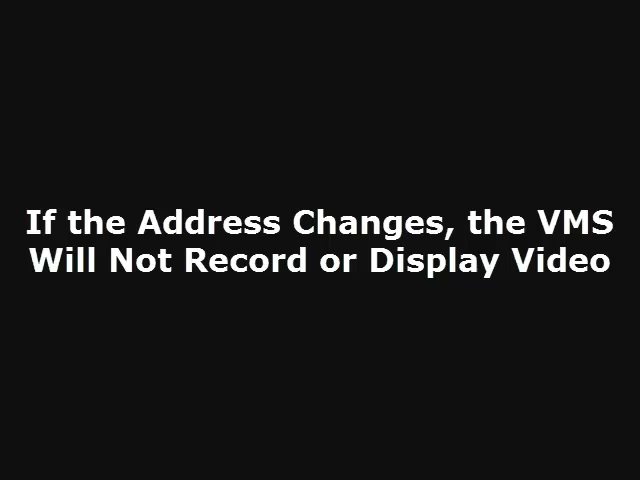 If the Address Changes, the VMS
Will Not Record or Display Video